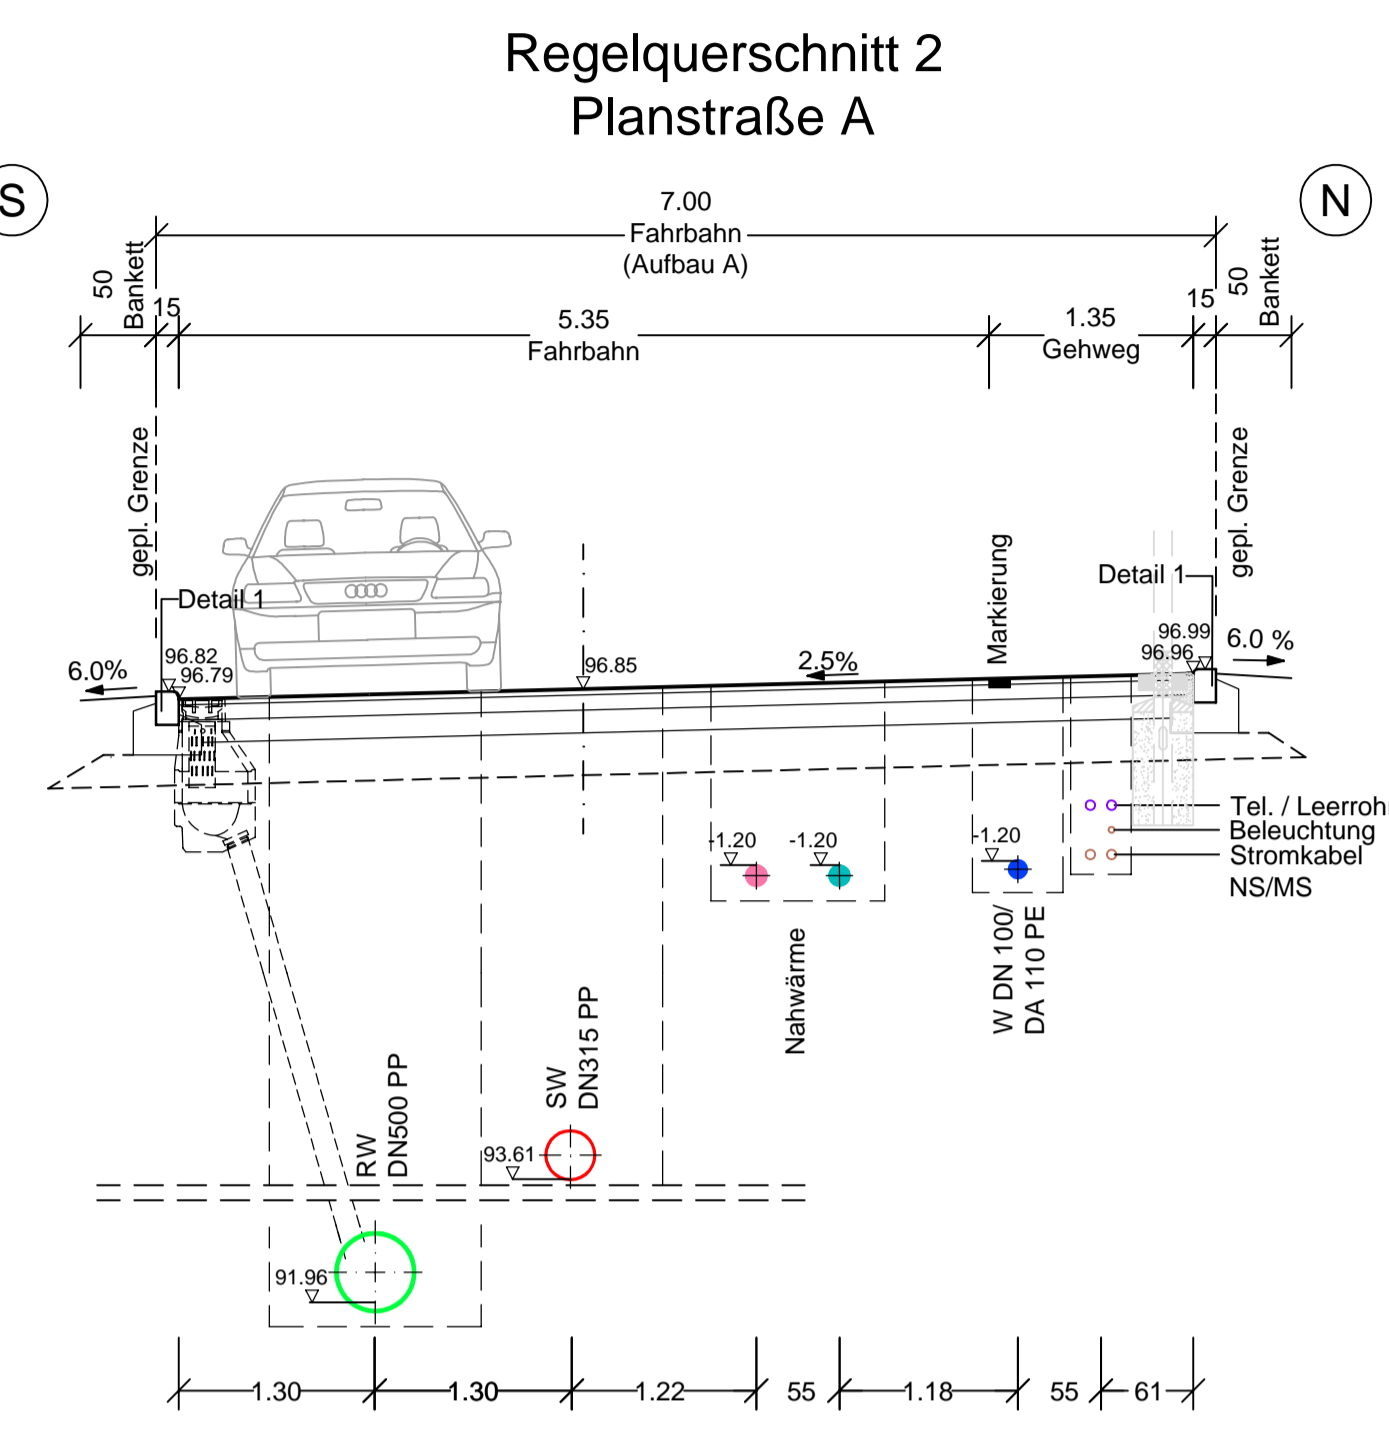 Regelquerschnitt 2
Planstraße A
S
N
7.00
Fahrbahn
(Aufbau A)
50
Bankett
15
5.35
Fahrbahn
1.35
Gehweg
15
50
Bankett
gepl. Grenze
gepl. Grenze
Markierung
Detail 1
Detail 1
6.0%
96.82
96.79
96.85
2.5%
96.99
96.96
6.0 %
-1.20
-1.20
-1.20
Tel. / Leerroh
Beleuchtung
Stromkabel
NS/MS
Nahwärme
W DN 100/
DA 110 PE
SW
DN315 PP
RW
DN500 PP
93.61
91.96
1.30
1.30
1.22
55
1.18
55
61